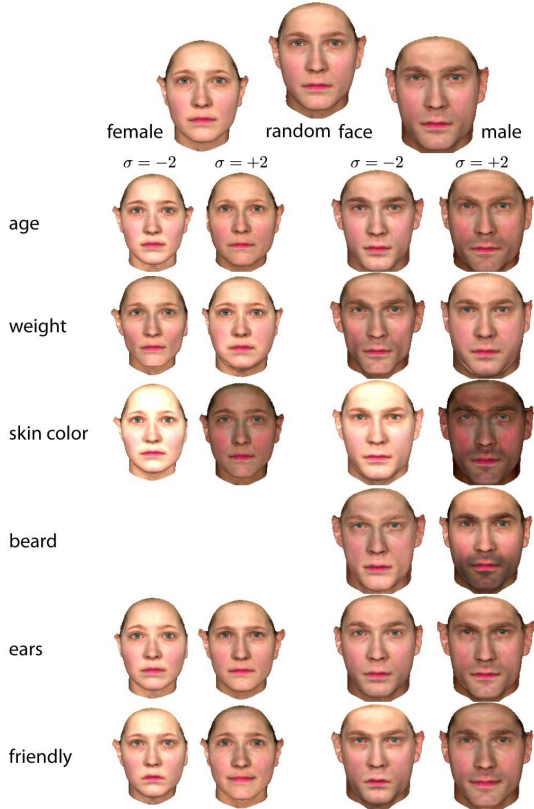 female random face male
σ = −2 σ = +2 σ = −2 σ = +2
age
weight
skin color
beard
ears
friendly